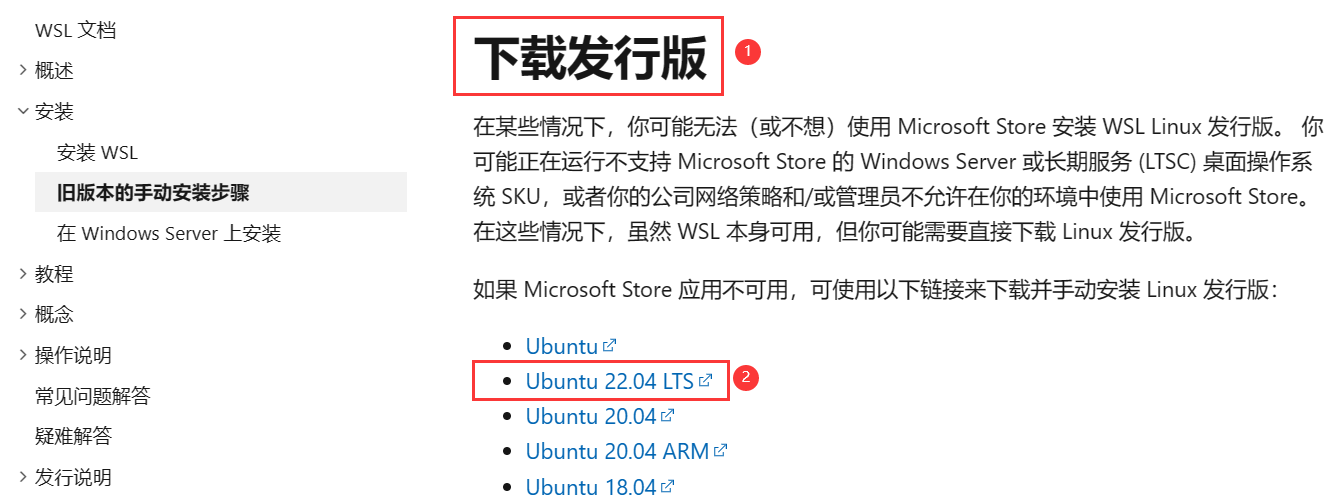 WSL 文档
概述
安装
安装 WSL
旧版本的手动安装步骤
在 Windows Server 上安装
教程
概念
操作说明
常见问题解答
疑难解答
发行说明
下载发行版
1
在某些情况下，你可能无法（或不想）使用 Microsoft Store 安装 WSL Linux 发行版。 你
可能正在运行不支持 Microsoft Store 的 Windows Server 或长期服务 (LTSC) 桌面操作系
统 SKU，或者你的公司网络策略和/或管理员不允许在你的环境中使用 Microsoft Store。
在这些情况下，虽然 WSL 本身可用，但你可能需要直接下载 Linux 发行版。
如果 Microsoft Store 应用不可用，可使用以下链接来下载并手动安装 Linux 发行版：
Ubuntu
Ubuntu 22.04 LTS
2
Ubuntu 20.04
Ubuntu 20.04 ARM
Ubuntu 18.04